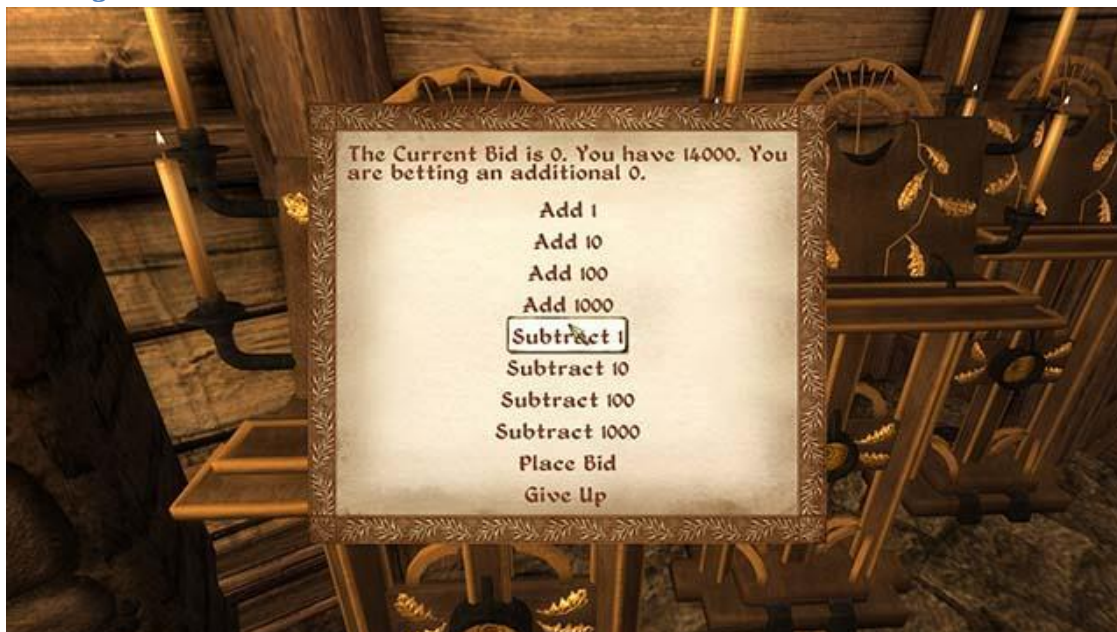 The Current Bid is 0. You have 14000. You
are betting an additional 0.
Add 1
Add 10
Add 100
Add 1000
Subtract 1
Subtract 10
Subtract 100
Subtract 1000
Place Bid
Give Up